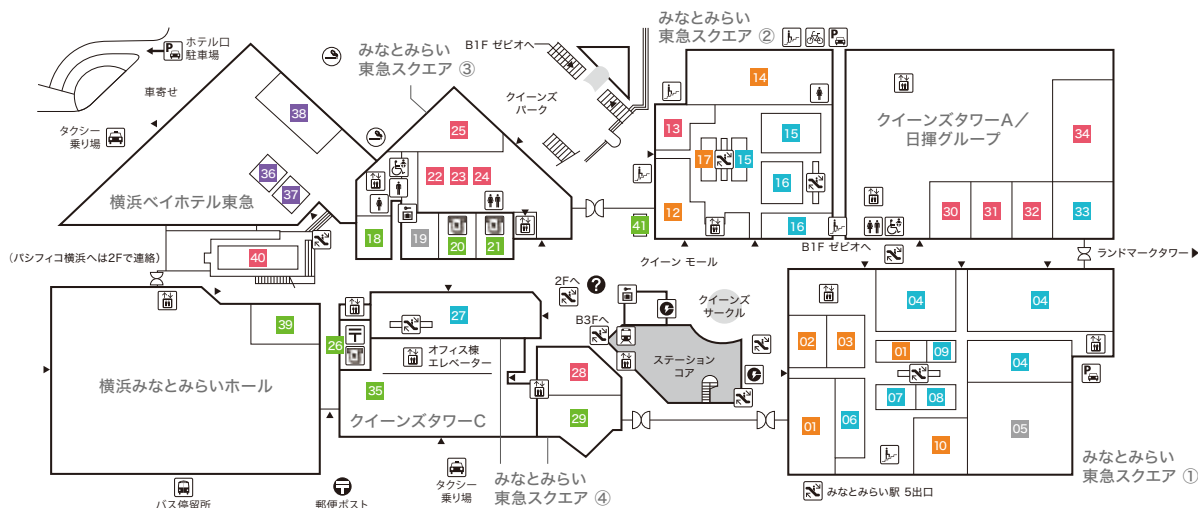 ホテル口
駐車場
車寄せ
タクシー
乗り場
38
36
37
横浜ベイホテル東急
みなとみらい
東急スクエア ③
B1F ゼビオへ
クイーンズ
パーク
25
22
23
24
18
19
20
21
41
みなとみらい
東急スクエア ②
14
13
17
15
15
16
12
16
B1F ゼビオへ
クイーンズタワーA／
日揮グループ
34
30
31
32
33
ランドマークタワー
40
(パシフィコ横浜へは2Fで連絡)
クイーン モール
39
横浜みなとみらいホール
バス停留所
郵便ポスト
26
27
オフィス棟
エレベーター
35
クイーンズタワーC
タクシー
乗り場
28
29
みなとみらい
東急スクエア ④
2Fへ
?
B3Fへ
クイーンズ
サークル
ステーション
コア
04
04
02
03
01
09
04
07
08
01
06
10
05
みなとみらい駅 5出口
みなとみらい
東急スクエア ①